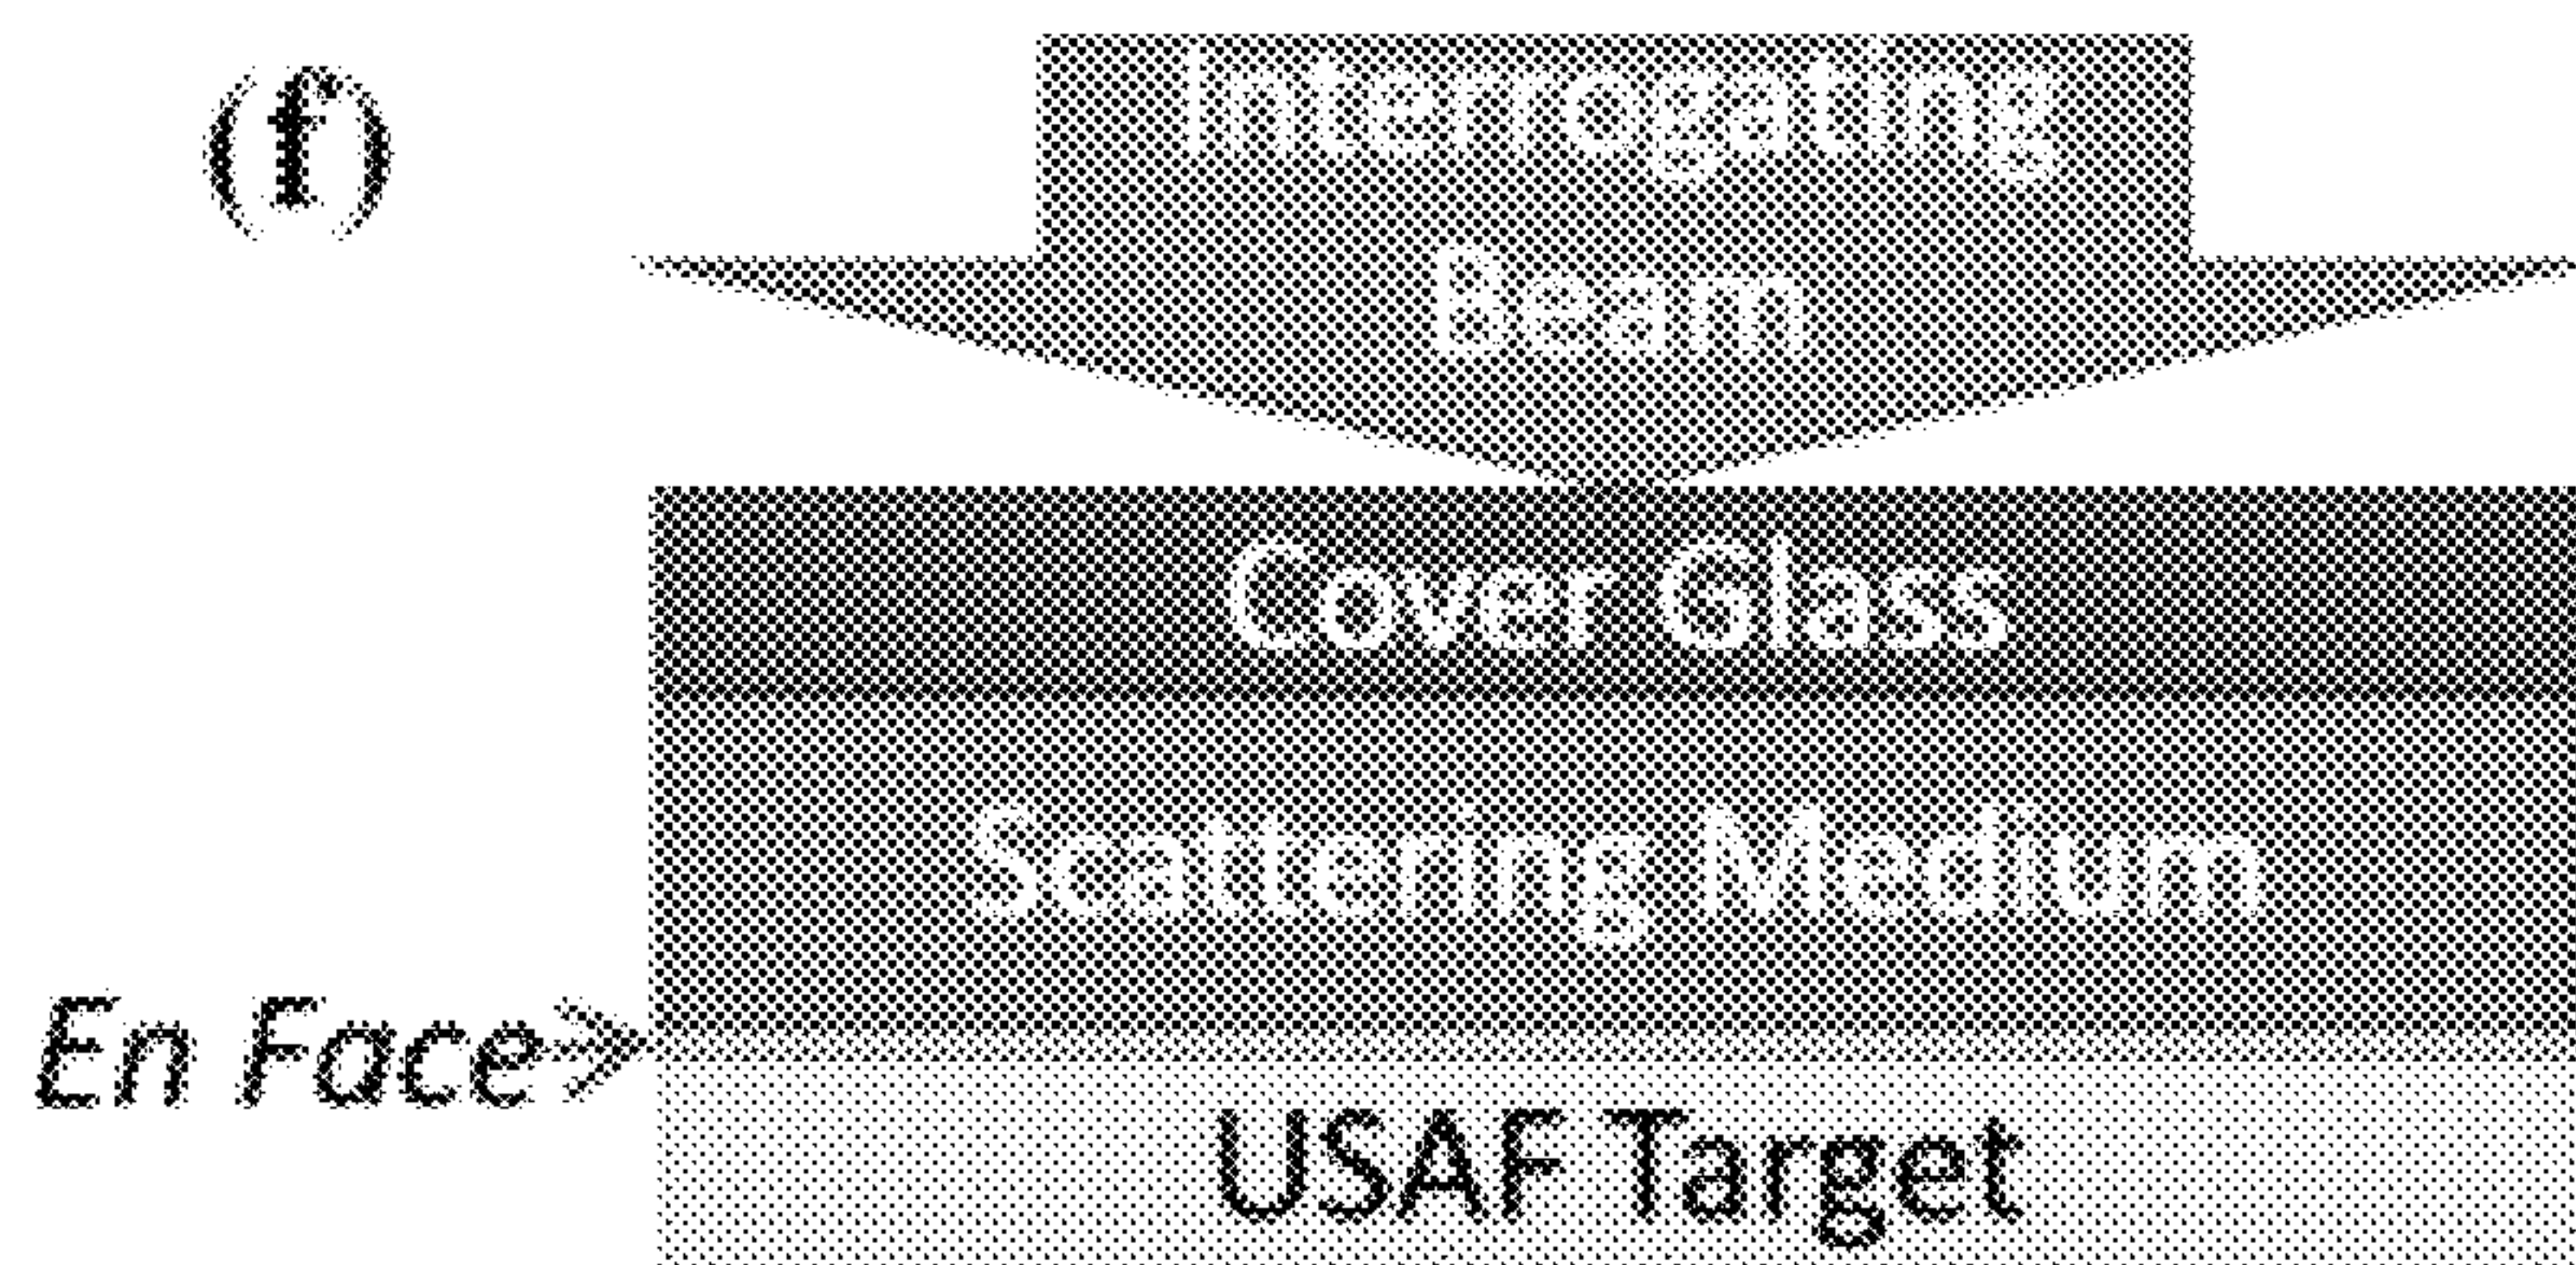 (f)
Interrogating
Beam
Cover Glass
Scattering Medium
En Face→
USAF Target